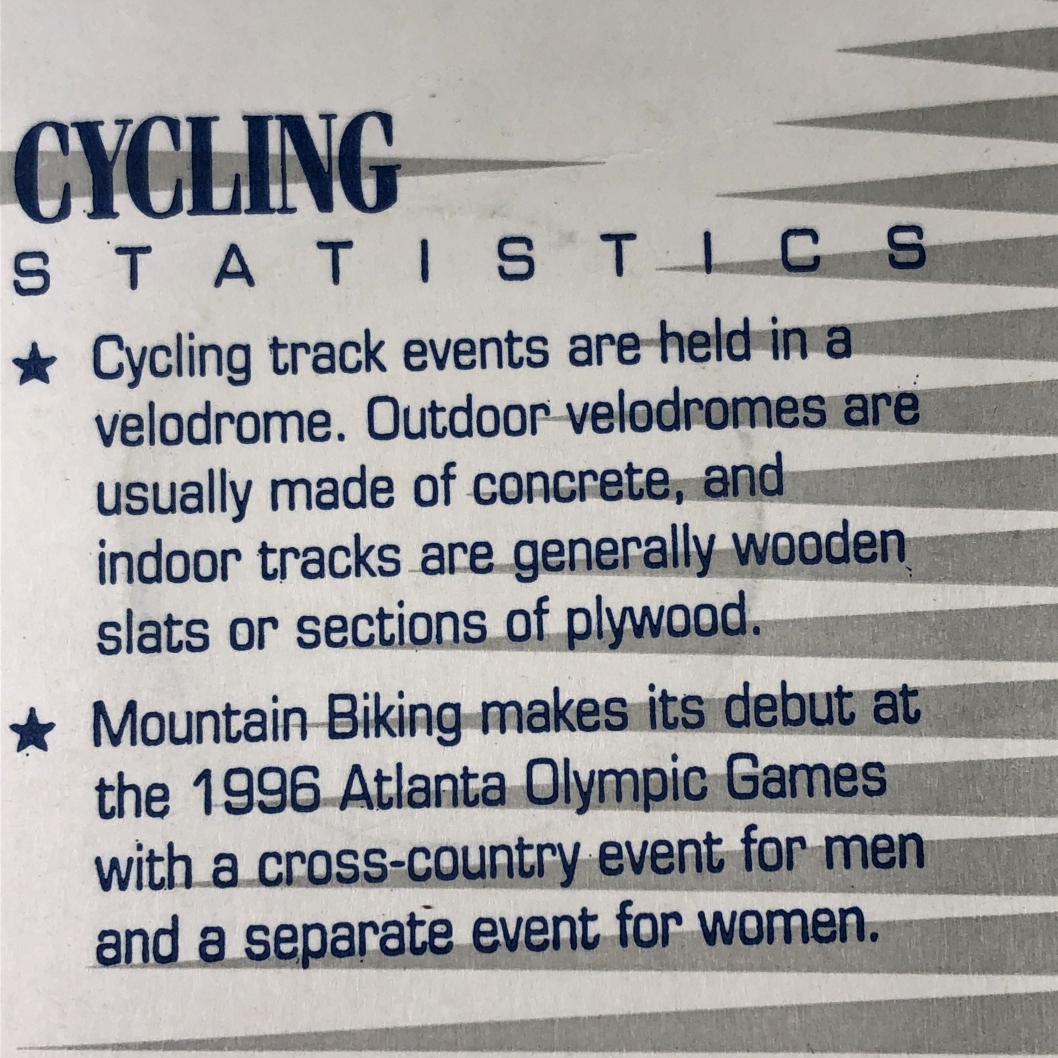 CYCLING
STATISTICS
★ Cycling track events are held in a
velodrome. Outdoor velodromes are
usually made of concrete, and
indoor tracks are generally wooden
slats or sections of plywood.
★ Mountain Biking makes its debut at
the 1996 Atlanta Olympic Games
with a cross-country event for men
and a separate event for women.